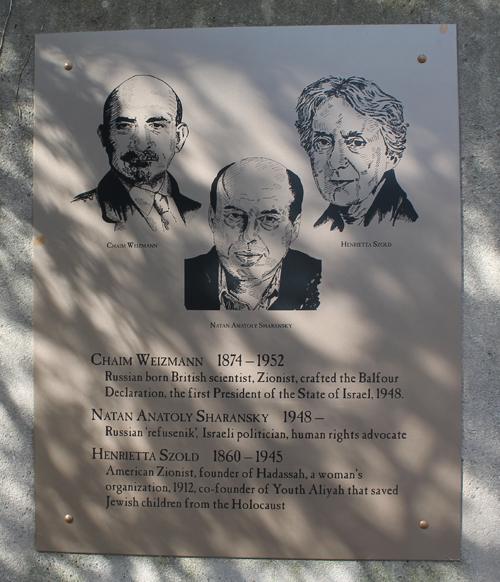 CHAIM WEIZMANN
HENRIETTA SZOLD
NATAN ANATOLY SHARANSKY
CHAIM WEIZMANN 1874–1952
Russian born British scientist, Zionist, crafted the Balfour
Declaration, the first President of the State of Israel, 1948.
NATAN ANATOLY SHARANSKY 1948–
Russian 'refusenik', Israeli politician, human rights advocate
HENRIETTA SZOLD 1860–1945
American Zionist, founder of Hadassah, a woman's
organization, 1912, co-founder of Youth Aliyah that saved
Jewish children from the Holocaust